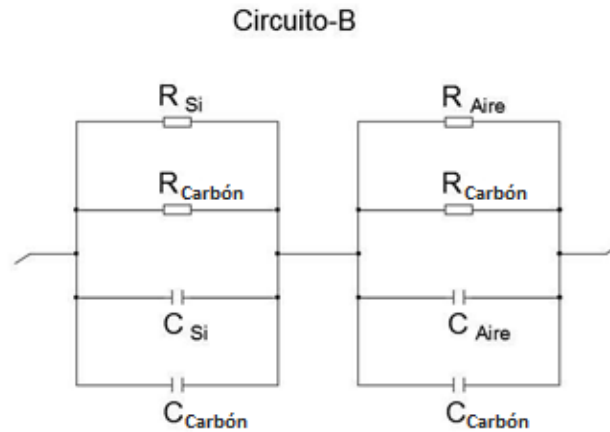 Circuito-B
R Si
R Aire
R Carbón
R Carbón
C Si
C Aire
C Carbón
C Carbón